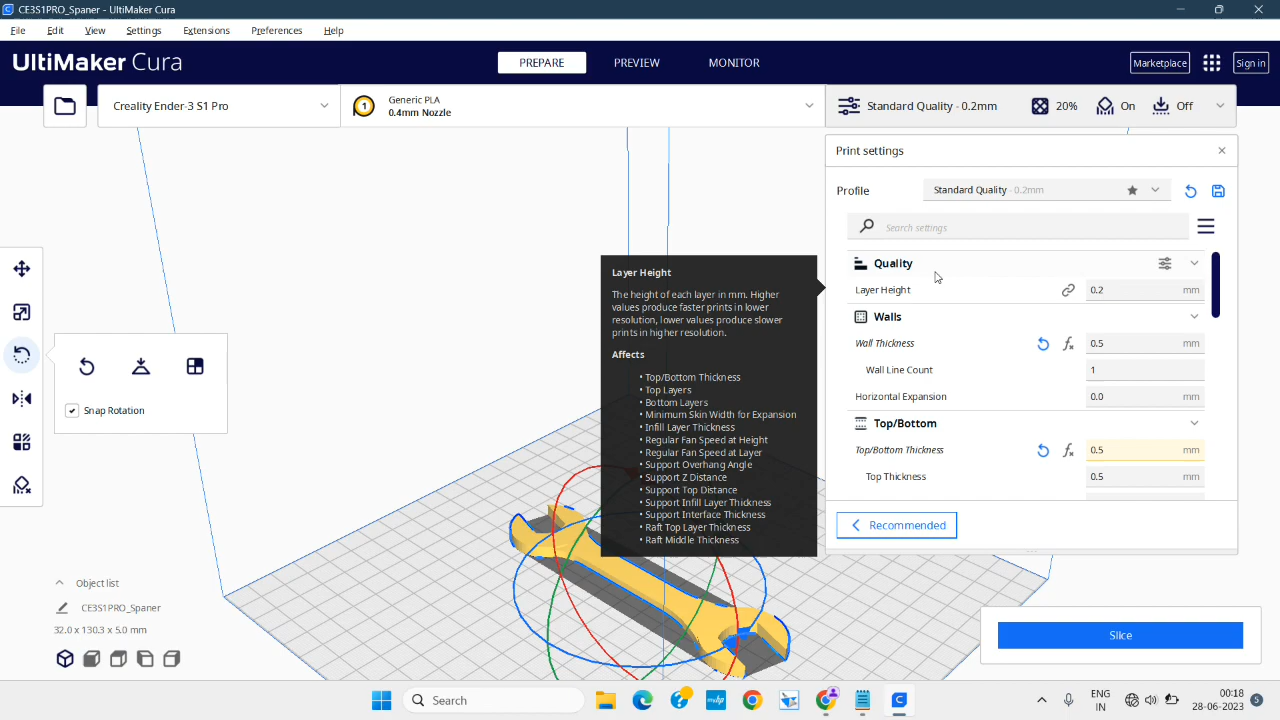 CE3S1PRO_Spaner - UltiMaker Cura
File Edit View Settings Extensions Preferences Help
UltiMaker Cura
PREPARE PREVIEW MONITOR
Marketplace Sign in
Creality Ender-3 S1 Pro
1 Generic PLA
0.4mm Nozzle
Standard Quality - 0.2mm 20% On Off
Print settings
Profile Standard Quality - 0.2mm
Search settings
Quality
Layer Height 0.2 mm
Walls
Wall Thickness 0.5 mm
Wall Line Count 1
Horizontal Expansion 0.0 mm
Top/Bottom
Top/Bottom Thickness 0.5 mm
Top Thickness 0.5 mm
Recommended
Layer Height
The height of each layer in mm. Higher
values produce faster prints in lower
resolution, lower values produce slower
prints in higher resolution.
Affects
• Top/Bottom Thickness
• Top Layers
• Bottom Layers
• Minimum Skin Width for Expansion
• Infill Layer Thickness
• Regular Fan Speed at Height
• Regular Fan Speed at Layer
• Support Overhang Angle
• Support Z Distance
• Support Top Distance
• Support Infill Layer Thickness
• Support Interface Thickness
• Raft Top Layer Thickness
• Raft Middle Thickness
Snap Rotation
Object list
CE3S1PRO_Spaner
32.0 x 130.3 x 5.0 mm
Slice
Search
myhp
ENG
IN
00:18
28-06-2023
5